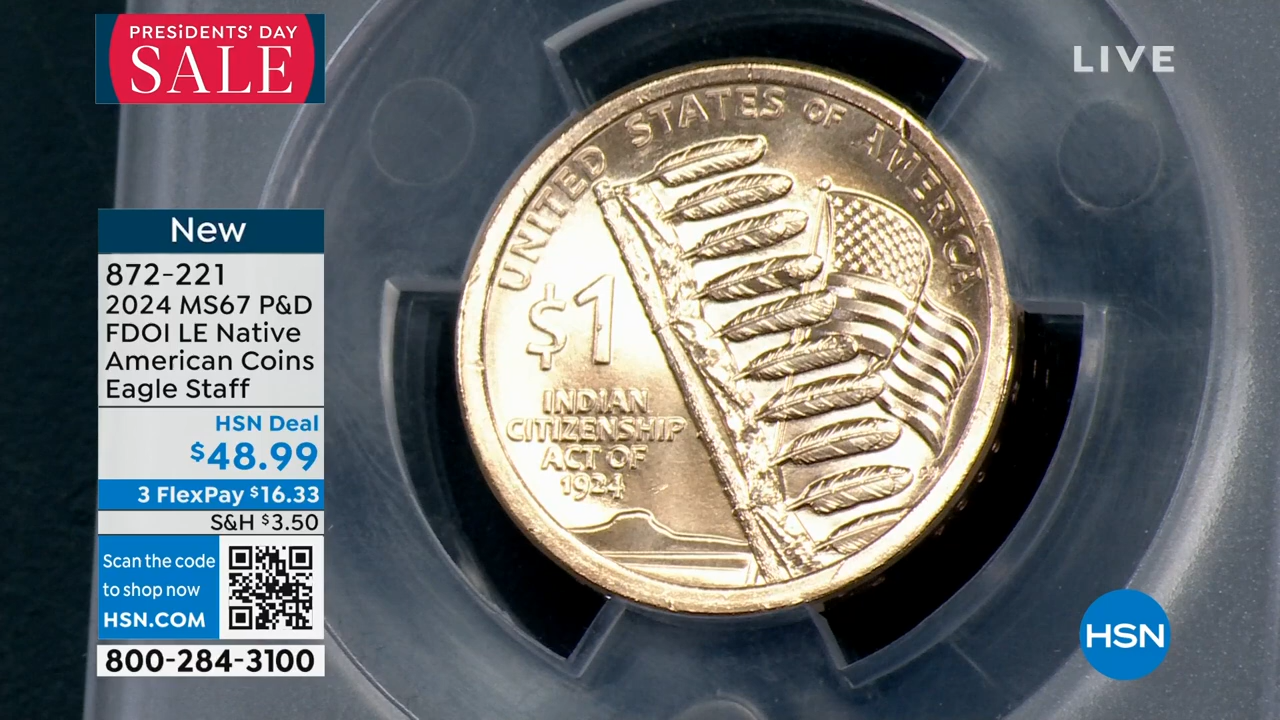 PRESiDENTS' DAY
SALE
LIVE
New
872-221
2024 MS67 P&D
FDOI LE Native
American Coins
Eagle Staff
HSN Deal
$48.99
3 FlexPay $16.33
S&H $3.50
Scan the code
to shop now
HSN.COM
800-284-3100
UNITED STATES OF AMERICA
$1
INDIAN
CITIZENSHIP
ACT OF
1924
HSN